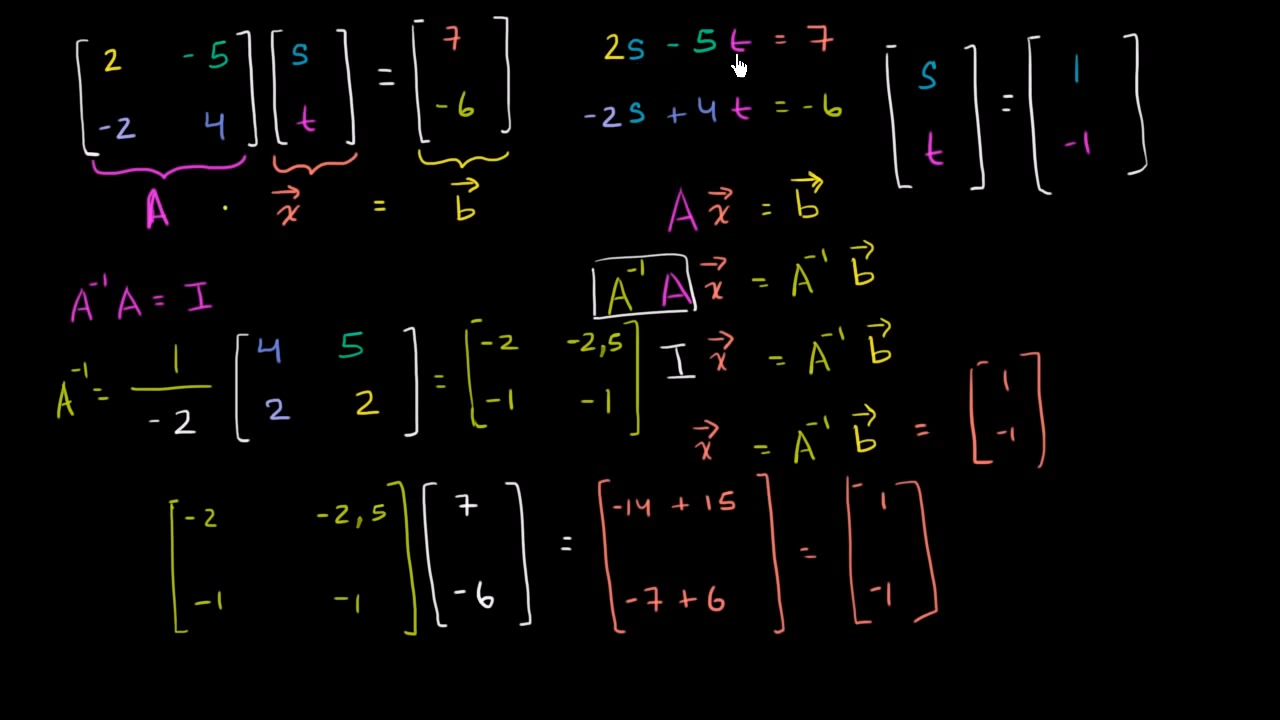 [2 -5] [s] = [7]
[-2 4] [t] [-6]
A · x⃗ = b⃗
A⁻¹A = I
A⁻¹ = 1/-2 [4 5] = [-2 -2,5]
[2 2] [-1 -1]
2s - 5t = 7
-2s + 4t = -6
[s] = [1]
[t] [-1]
A x⃗ = b⃗
A⁻¹ A x⃗ = A⁻¹ b⃗
I x⃗ = A⁻¹ b⃗
x⃗ = A⁻¹ b⃗ = [1]
[-1]
[-2 -2,5] [7] = [-14 + 15] = [1]
[-1 -1] [-6] [-7 + 6] [-1]